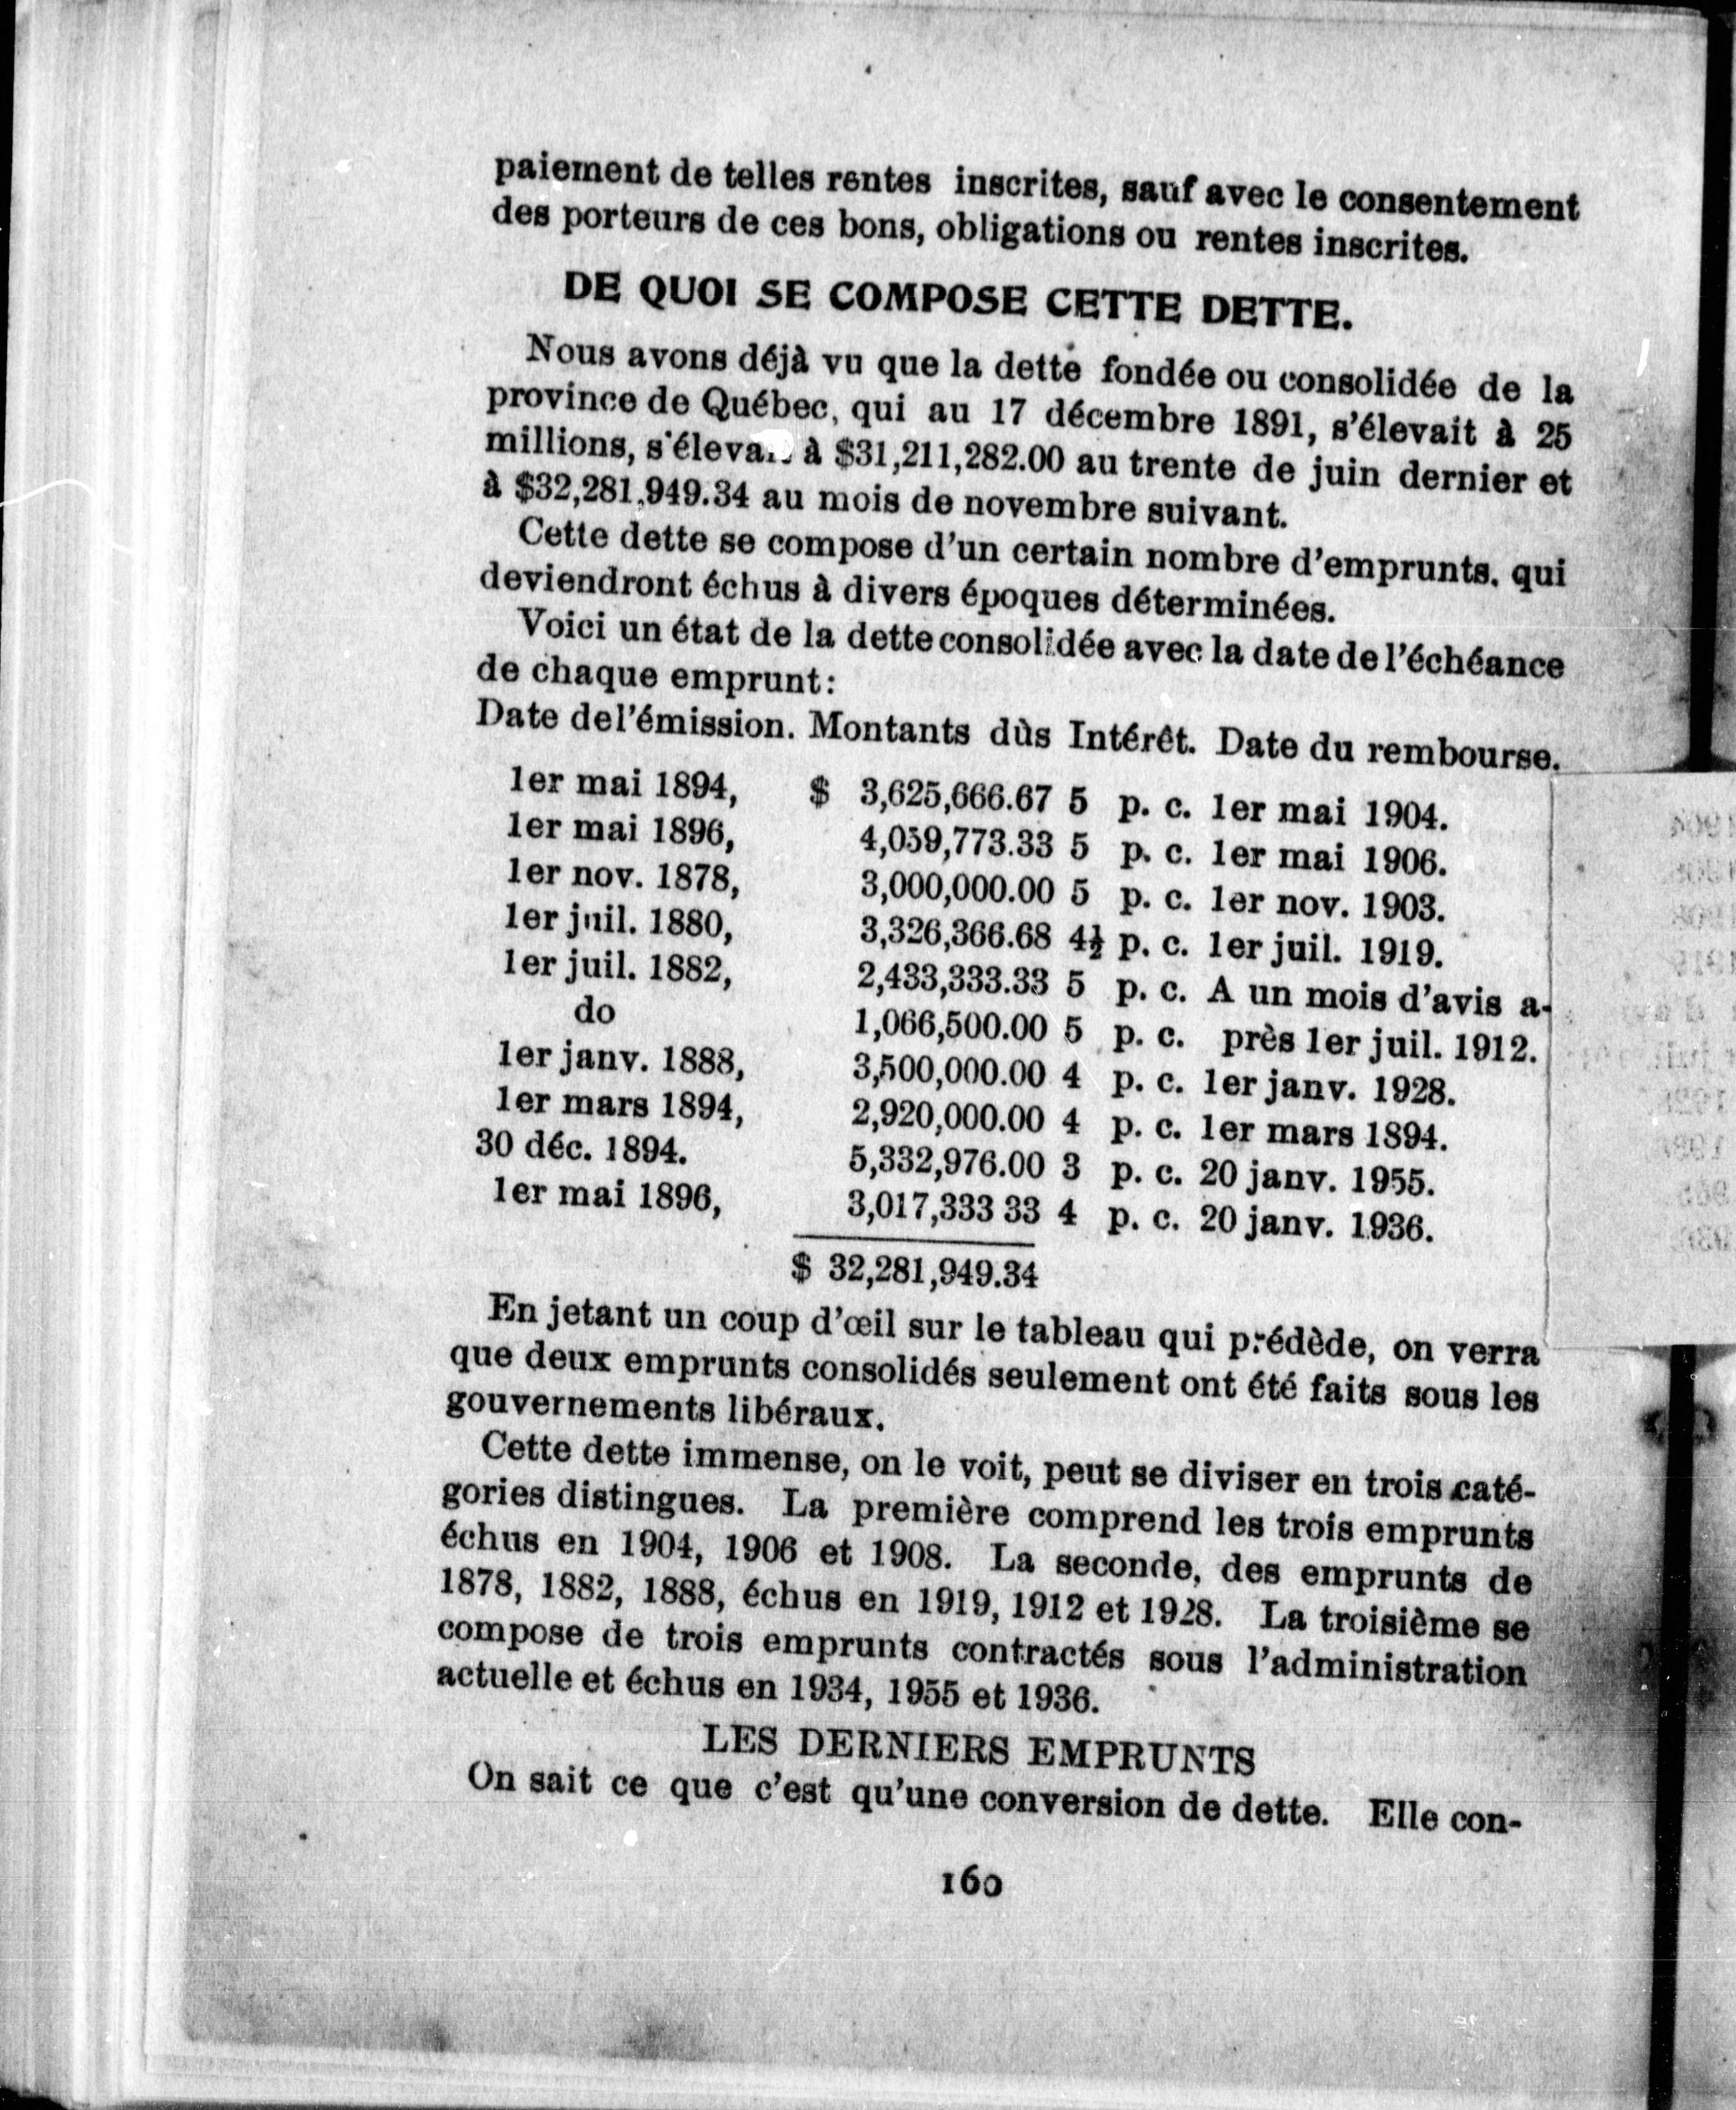 paiement de telles rentes inscrites, sauf avec le consentement
des porteurs de ces bons, obligations ou rentes inscrites.
DE QUOI SE COMPOSE CETTE DETTE.
Nous avons déjà vu que la dette fondée ou consolidée de la
province de Québec, qui au 17 décembre 1891, s'élevait à 25
millions, s'élevait à $31,211,282.00 au trente de juin dernier et
à $32,281,949.34 au mois de novembre suivant.
Cette dette se compose d'un certain nombre d'emprunts, qui
deviendront échus à divers époques déterminées.
Voici un état de la dette consolidée avec la date de l'échéance
de chaque emprunt:
Date de l'émission. Montants dùs Intérêt. Date du rembourse.
1er mai 1894, $ 3,625,666.67 5 p. c. 1er mai 1904.
1er mai 1896, 4,059,773.33 5 p. c. 1er mai 1906.
1er nov. 1878, 3,000,000.00 5 p. c. 1er nov. 1903.
1er juil. 1880, 3,326,366.68 4½ p. c. 1er juil. 1919.
1er juil. 1882, 2,433,333.33 5 p. c. A un mois d'avis a-
do 1,066,500.00 5 p. c. près 1er juil. 1912.
1er janv. 1888, 3,500,000.00 4 p. c. 1er janv. 1928.
1er mars 1894, 2,920,000.00 4 p. c. 1er mars 1894.
30 déc. 1894. 5,332,976.00 3 p. c. 20 janv. 1955.
1er mai 1896, 3,017,333 33 4 p. c. 20 janv. 1936.
$ 32,281,949.34
En jetant un coup d'œil sur le tableau qui prédède, on verra
que deux emprunts consolidés seulement ont été faits sous les
gouvernements libéraux.
Cette dette immense, on le voit, peut se diviser en trois caté-
gories distingues. La première comprend les trois emprunts
échus en 1904, 1906 et 1908. La seconde, des emprunts de
1878, 1882, 1888, échus en 1919, 1912 et 1928. La troisième se
compose de trois emprunts contractés sous l'administration
actuelle et échus en 1934, 1955 et 1936.
LES DERNIERS EMPRUNTS
On sait ce que c'est qu'une conversion de dette. Elle con-
160